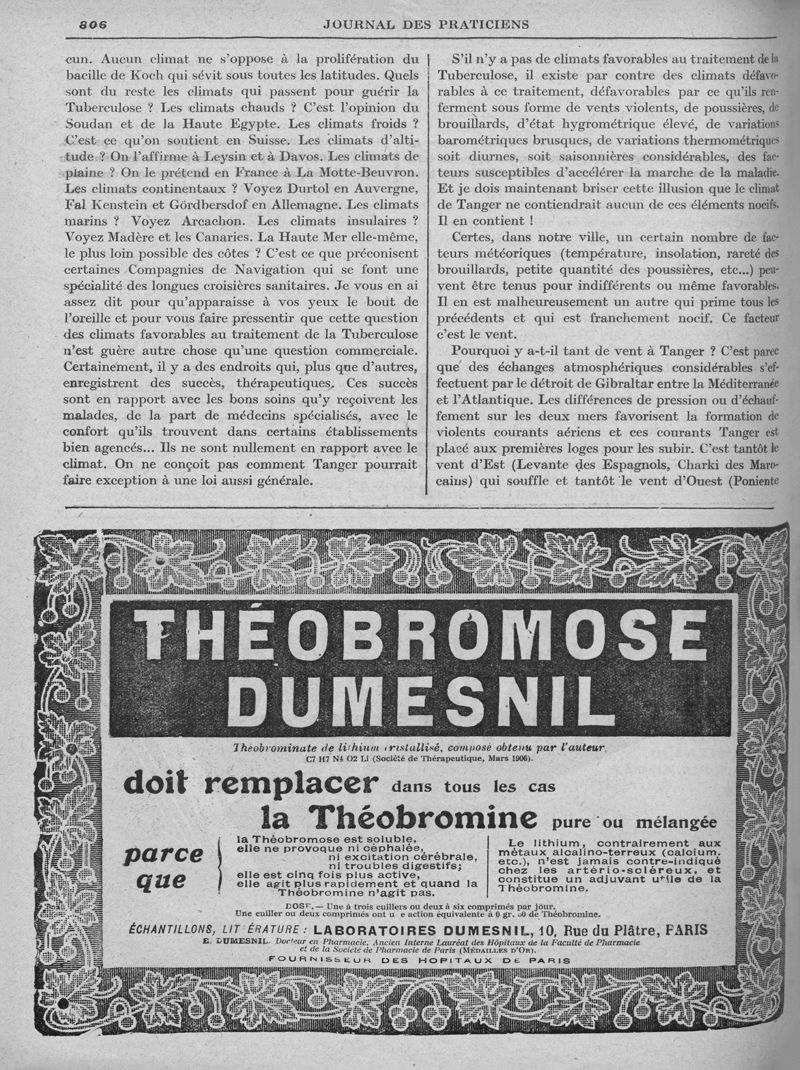 806
JOURNAL DES PRATICIENS
cun. Aucun climat ne s'oppose à la prolifération du
bacille de Koch qui sévit sous toutes les latitudes. Quels
sont du reste les climats qui passent pour guérir la
Tuberculose ? Les climats chauds ? C'est l'opinion du
Soudan et de la Haute Egypte. Les climats froids ?
C'est ce qu'on soutient en Suisse. Les climats d'alti-
tude ? On l'affirme à Leysin et à Davos. Les climats de
plaine ? On le prétend en France à La Motte-Beuvron.
Les climats continentaux ? Voyez Durtol en Auvergne,
Fal Kenstein et Gördbersdof en Allemagne. Les climats
marins ? Voyez Arcachon. Les climats insulaires ?
Voyez Madère et les Canaries. La Haute Mer elle-même,
le plus loin possible des côtes ? C'est ce que préconisent
certaines Compagnies de Navigation qui se font une
spécialité des longues croisières sanitaires. Je vous en ai
assez dit pour qu'apparaisse à vos yeux le bout de
l'oreille et pour vous faire pressentir que cette question
des climats favorables au traitement de la Tuberculose
n'est guère autre chose qu'une question commerciale.
Certainement, il y a des endroits qui, plus que d'autres,
enregistrent des succès, thérapeutiques. Ces succès
sont en rapport avec les bons soins qu'y reçoivent les
malades, de la part de médecins spécialisés, avec le
confort qu'ils trouvent dans certains établissements
bien agencés... Ils ne sont nullement en rapport avec le
climat. On ne conçoit pas comment Tanger pourrait
faire exception à une loi aussi générale.
S'il n'y a pas de climats favorables au traitement de la
Tuberculose, il existe par contre des climats défavo-
rables à ce traitement, défavorables par ce qu'ils ren-
ferment sous forme de vents violents, de poussières, de
brouillards, d'état hygrométrique élevé, de variations
barométriques brusques, de variations thermométriques
soit diurnes, soit saisonnières considérables, des fac-
teurs susceptibles d'accélérer la marche de la maladie.
Et je dois maintenant briser cette illusion que le climat
de Tanger ne contiendrait aucun de ces éléments nocifs.
Il en contient !
Certes, dans notre ville, un certain nombre de fac-
teurs météoriques (température, insolation, rareté des
brouillards, petite quantité des poussières, etc...) peu-
vent être tenus pour indifférents ou même favorables.
Il en est malheureusement un autre qui prime tous les
précédents et qui est franchement nocif. Ce facteur
c'est le vent.
Pourquoi y a-t-il tant de vent à Tanger ? C'est parce
que des échanges atmosphériques considérables s'ef-
fectuent par le détroit de Gibraltar entre la Méditerranée
et l'Atlantique. Les différences de pression ou d'échauf-
fement sur les deux mers favorisent la formation de
violents courants aériens et ces courants Tanger est
placé aux premières loges pour les subir. C'est tantôt le
vent d'Est (Levante des Espagnols, Charki des Maro-
cains) qui souffle et tantôt le vent d'Ouest (Poniente
THÉOBROMOSE
DUMESNIL
Théobrominate de lithium cristallisé, composé obtenu par l'auteur.
C7 H7 N4 O2 Li (Société de Thérapeutique, Mars 1906).
doit remplacer dans tous les cas
la Théobromine pure ou mélangée
parce
que
la Théobromose est soluble,
elle ne provoque ni céphalée,
ni excitation cérébrale,
ni troubles digestifs;
elle est cinq fois plus active,
elle agit plus rapidement et quand la
Théobromine n'agit pas.
Le lithium, contrairement aux
métaux alcalino-terreux (calcium,
etc.), n'est jamais contre-indiqué
chez les artério-scléreux, et
constitue un adjuvant utile de la
Théobromine.
DOSE. — Une à trois cuillers ou deux à six comprimés par jour.
Une cuiller ou deux comprimés ont une action équivalente à 0 gr. 50 de Théobromine.
ÉCHANTILLONS, LITTÉRATURE : LABORATOIRES DUMESNIL, 10, Rue du Plâtre, PARIS
E. DUMESNIL. Docteur en Pharmacie, Ancien Interne Lauréat des Hôpitaux de la Faculté de Pharmacie
et de la Société de Pharmacie de Paris (MÉDAILLES D'OR).
FOURNISSEUR DES HOPITAUX DE PARIS